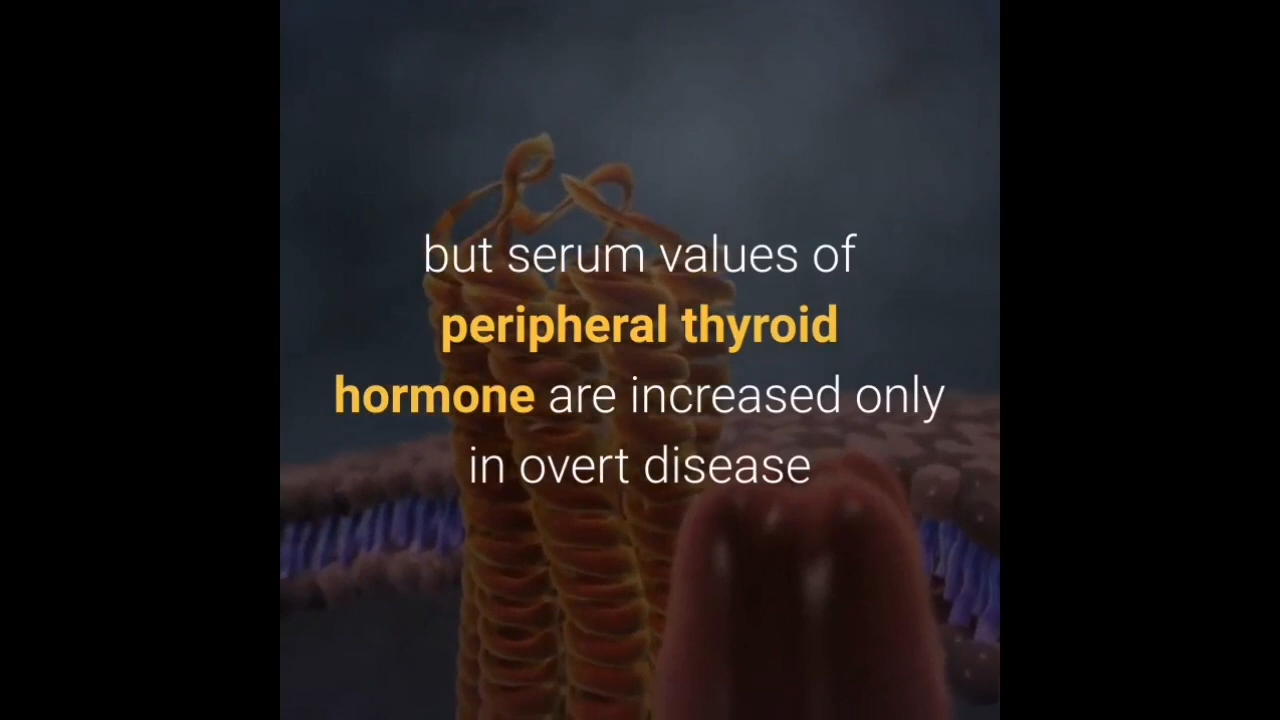 but serum values of
peripheral thyroid
hormone are increased only
in overt disease